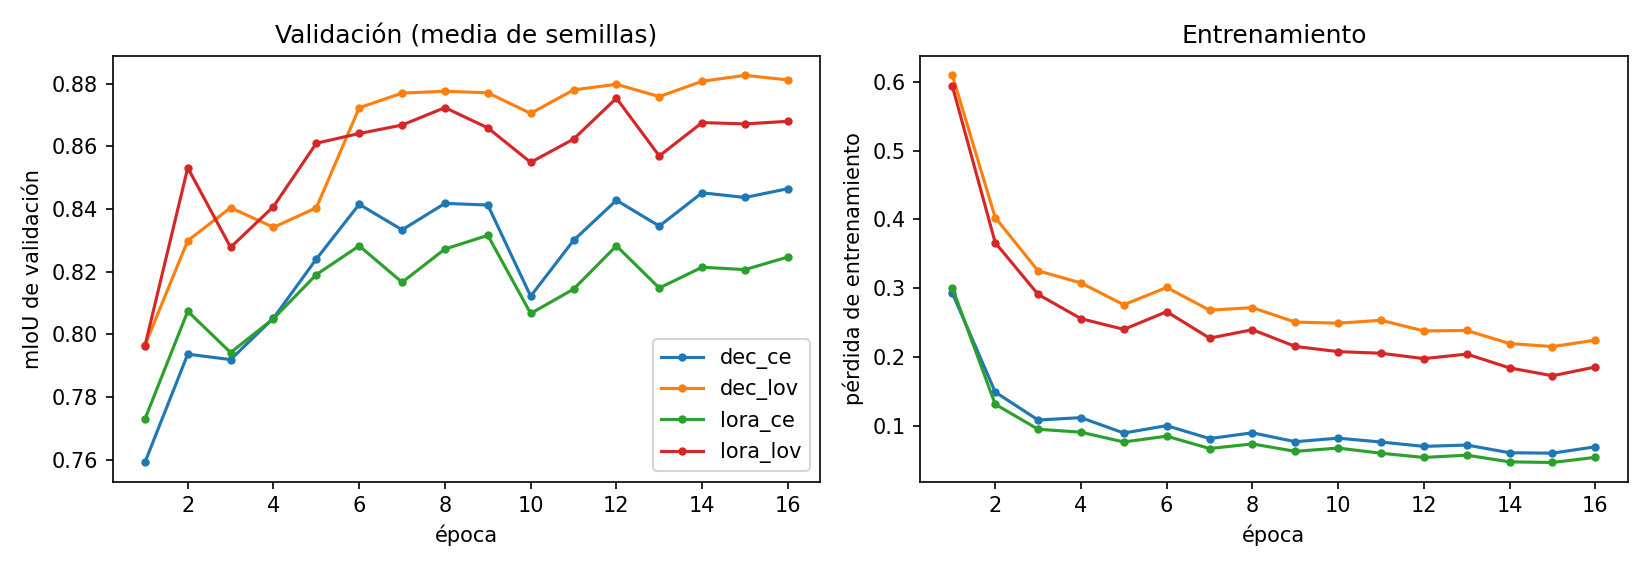 Validación (media de semillas)
mIoU de validación
0.88
0.86
0.84
0.82
0.80
0.78
0.76
2 4 6 8 10 12 14 16
época
dec_ce
dec_lov
lora_ce
lora_lov
Entrenamiento
pérdida de entrenamiento
0.6
0.5
0.4
0.3
0.2
0.1
2 4 6 8 10 12 14 16
época